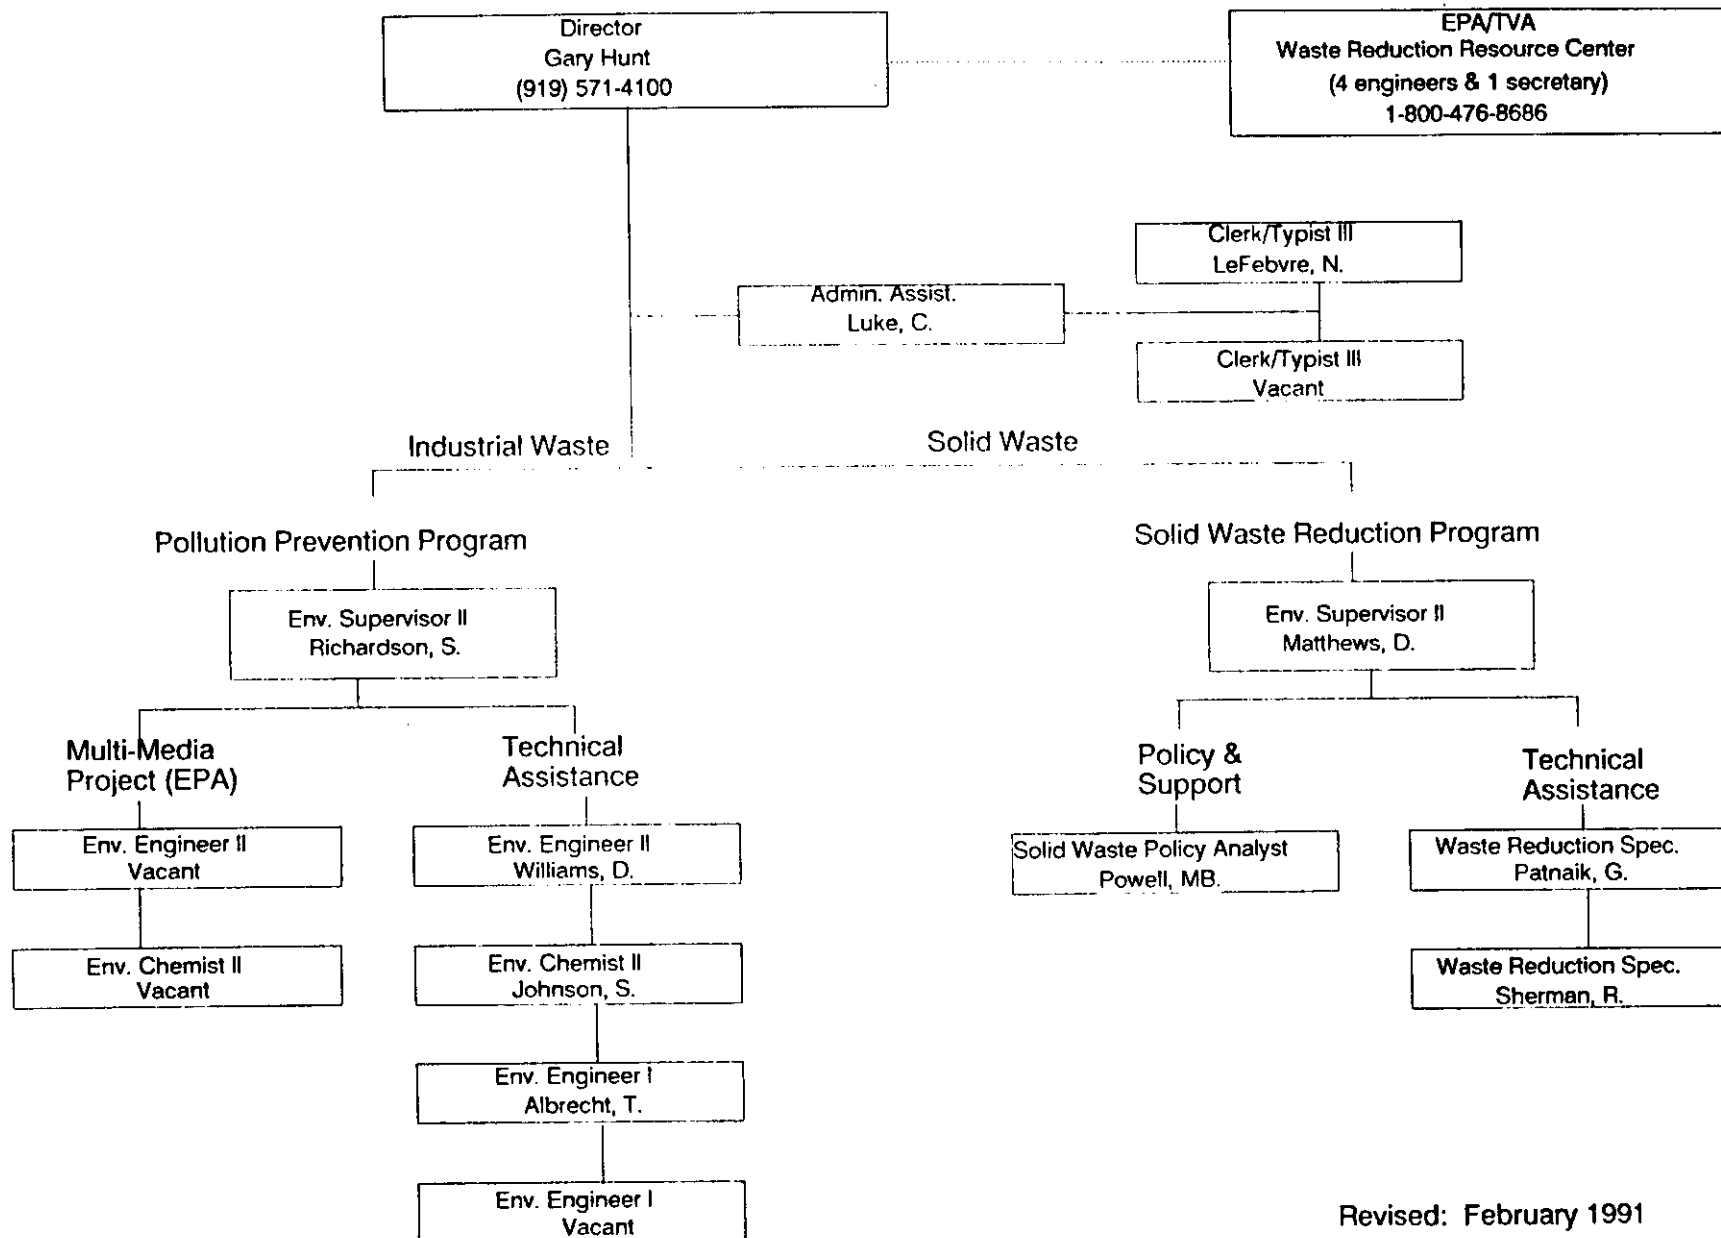 Director
Gary Hunt
(919) 571-4100
EPA/TVA
Waste Reduction Resource Center
(4 engineers & 1 secretary)
1-800-476-8686
Clerk/Typist III
LeFebvre, N.
Admin. Assist.
Luke, C.
Clerk/Typist III
Vacant
Industrial Waste
Solid Waste
Pollution Prevention Program
Solid Waste Reduction Program
Env. Supervisor II
Richardson, S.
Env. Supervisor II
Matthews, D.
Multi-Media
Project (EPA)
Technical
Assistance
Policy &
Support
Technical
Assistance
Env. Engineer II
Vacant
Env. Engineer II
Williams, D.
Solid Waste Policy Analyst
Powell, MB.
Waste Reduction Spec.
Patnaik, G.
Env. Chemist II
Vacant
Env. Chemist II
Johnson, S.
Waste Reduction Spec.
Sherman, R.
Env. Engineer I
Albrecht, T.
Env. Engineer I
Vacant
Revised: February 1991